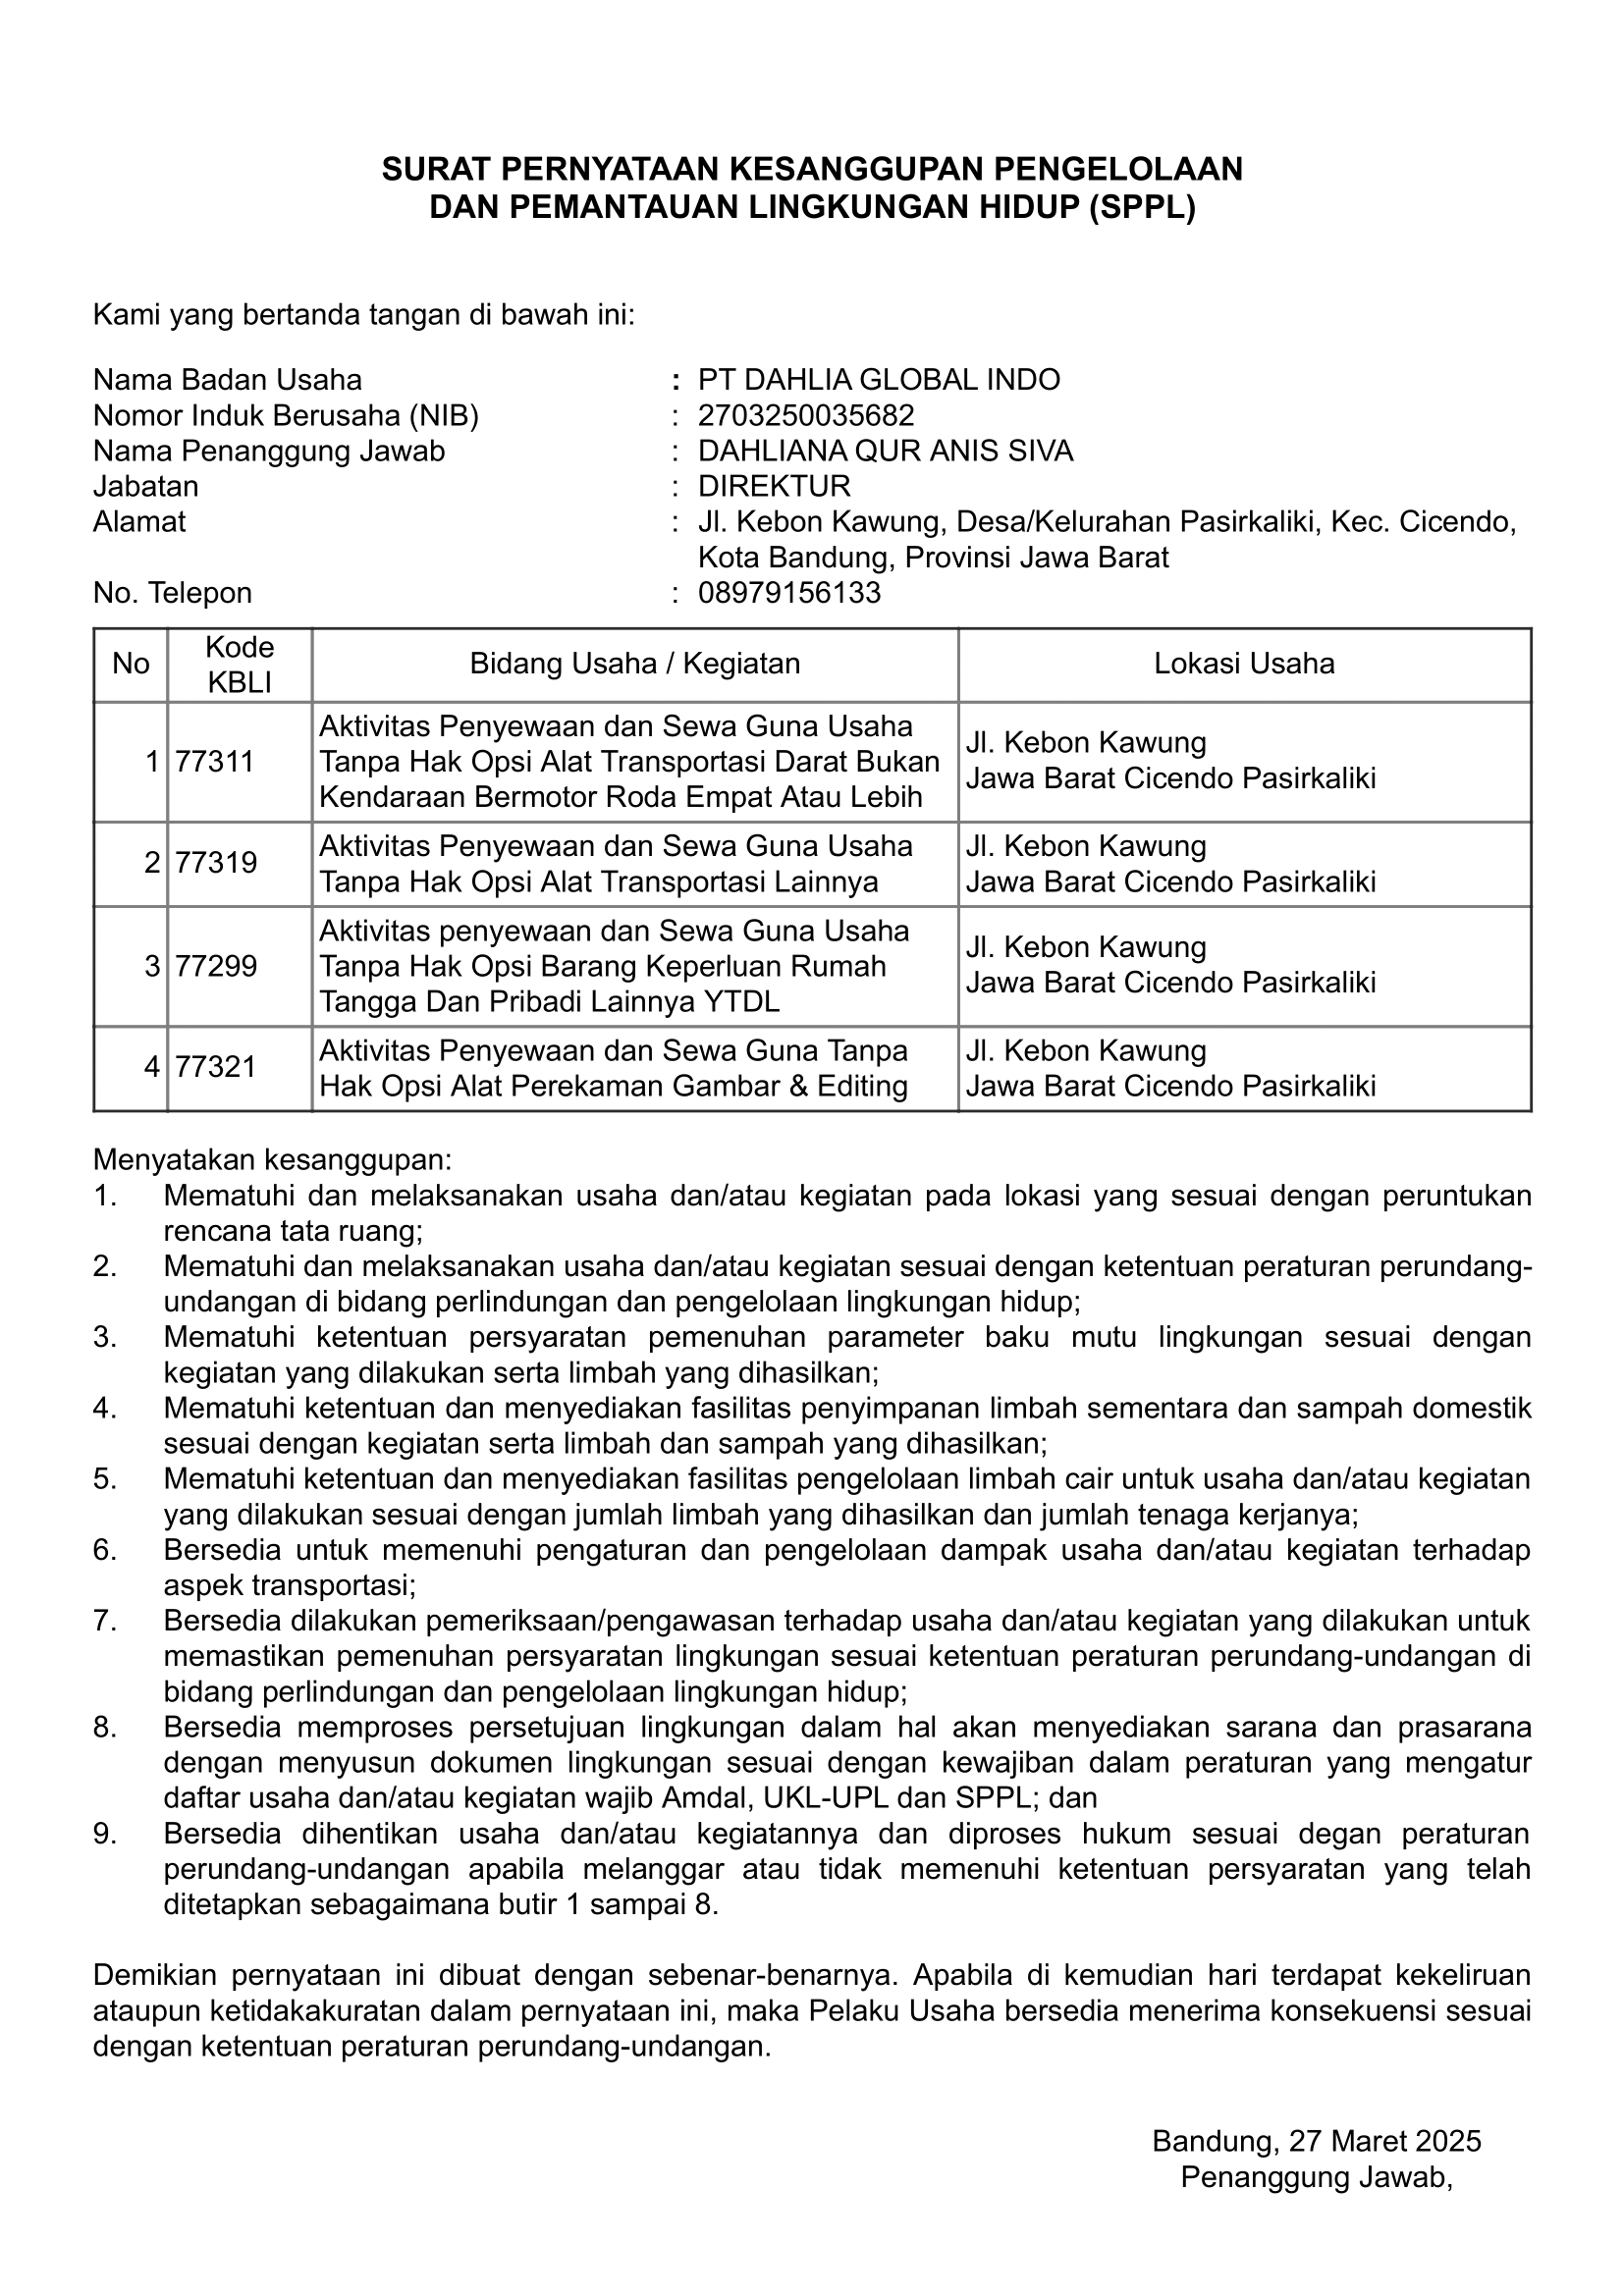 SURAT PERNYATAAN KESANGGUPAN PENGELOLAAN
DAN PEMANTAUAN LINGKUNGAN HIDUP (SPPL)
Kami yang bertanda tangan di bawah ini:
Nama Badan Usaha : PT DAHLIA GLOBAL INDO
Nomor Induk Berusaha (NIB) : 2703250035682
Nama Penanggung Jawab : DAHLIANA QUR ANIS SIVA
Jabatan : DIREKTUR
Alamat : Jl. Kebon Kawung, Desa/Kelurahan Pasirkaliki, Kec. Cicendo,
Kota Bandung, Provinsi Jawa Barat
No. Telepon : 08979156133
No Kode KBLI Bidang Usaha / Kegiatan Lokasi Usaha
1 77311
Aktivitas Penyewaan dan Sewa Guna Usaha
Tanpa Hak Opsi Alat Transportasi Darat Bukan
Kendaraan Bermotor Roda Empat Atau Lebih
Jl. Kebon Kawung
Jawa Barat Cicendo Pasirkaliki
2 77319
Aktivitas Penyewaan dan Sewa Guna Usaha
Tanpa Hak Opsi Alat Transportasi Lainnya
Jl. Kebon Kawung
Jawa Barat Cicendo Pasirkaliki
3 77299
Aktivitas penyewaan dan Sewa Guna Usaha
Tanpa Hak Opsi Barang Keperluan Rumah
Tangga Dan Pribadi Lainnya YTDL
Jl. Kebon Kawung
Jawa Barat Cicendo Pasirkaliki
4 77321
Aktivitas Penyewaan dan Sewa Guna Tanpa
Hak Opsi Alat Perekaman Gambar & Editing
Jl. Kebon Kawung
Jawa Barat Cicendo Pasirkaliki
Menyatakan kesanggupan:
1. Mematuhi dan melaksanakan usaha dan/atau kegiatan pada lokasi yang sesuai dengan peruntukan
rencana tata ruang;
2. Mematuhi dan melaksanakan usaha dan/atau kegiatan sesuai dengan ketentuan peraturan perundang-
undangan di bidang perlindungan dan pengelolaan lingkungan hidup;
3. Mematuhi ketentuan persyaratan pemenuhan parameter baku mutu lingkungan sesuai dengan
kegiatan yang dilakukan serta limbah yang dihasilkan;
4. Mematuhi ketentuan dan menyediakan fasilitas penyimpanan limbah sementara dan sampah domestik
sesuai dengan kegiatan serta limbah dan sampah yang dihasilkan;
5. Mematuhi ketentuan dan menyediakan fasilitas pengelolaan limbah cair untuk usaha dan/atau kegiatan
yang dilakukan sesuai dengan jumlah limbah yang dihasilkan dan jumlah tenaga kerjanya;
6. Bersedia untuk memenuhi pengaturan dan pengelolaan dampak usaha dan/atau kegiatan terhadap
aspek transportasi;
7. Bersedia dilakukan pemeriksaan/pengawasan terhadap usaha dan/atau kegiatan yang dilakukan untuk
memastikan pemenuhan persyaratan lingkungan sesuai ketentuan peraturan perundang-undangan di
bidang perlindungan dan pengelolaan lingkungan hidup;
8. Bersedia memproses persetujuan lingkungan dalam hal akan menyediakan sarana dan prasarana
dengan menyusun dokumen lingkungan sesuai dengan kewajiban dalam peraturan yang mengatur
daftar usaha dan/atau kegiatan wajib Amdal, UKL-UPL dan SPPL; dan
9. Bersedia dihentikan usaha dan/atau kegiatannya dan diproses hukum sesuai degan peraturan
perundang-undangan apabila melanggar atau tidak memenuhi ketentuan persyaratan yang telah
ditetapkan sebagaimana butir 1 sampai 8.
Demikian pernyataan ini dibuat dengan sebenar-benarnya. Apabila di kemudian hari terdapat kekeliruan
ataupun ketidakakuratan dalam pernyataan ini, maka Pelaku Usaha bersedia menerima konsekuensi sesuai
dengan ketentuan peraturan perundang-undangan.
Bandung, 27 Maret 2025
Penanggung Jawab,